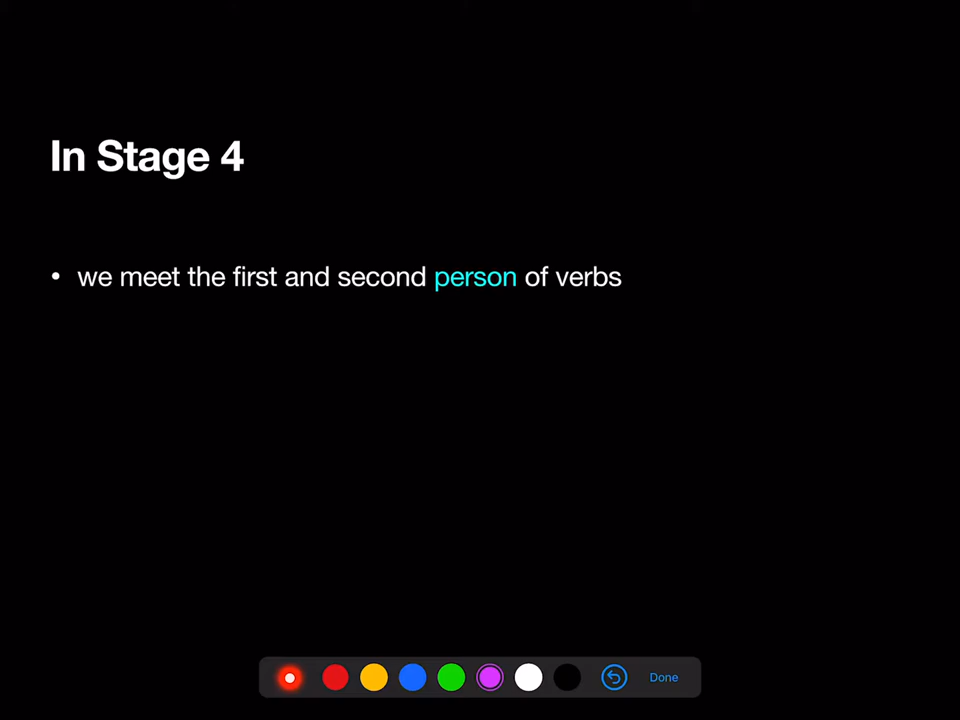 In Stage 4
• we meet the first and second person of verbs
Done